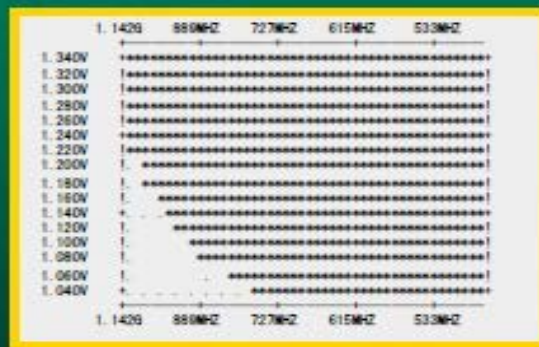 1.142G 889MHZ 727MHZ 615MHZ 533MHZ
1.340V
1.320V
1.300V
1.280V
1.260V
1.240V
1.220V
1.200V
1.180V
1.160V
1.140V
1.120V
1.100V
1.080V
1.060V
1.040V
1.142G 889MHZ 727MHZ 615MHZ 533MHZ